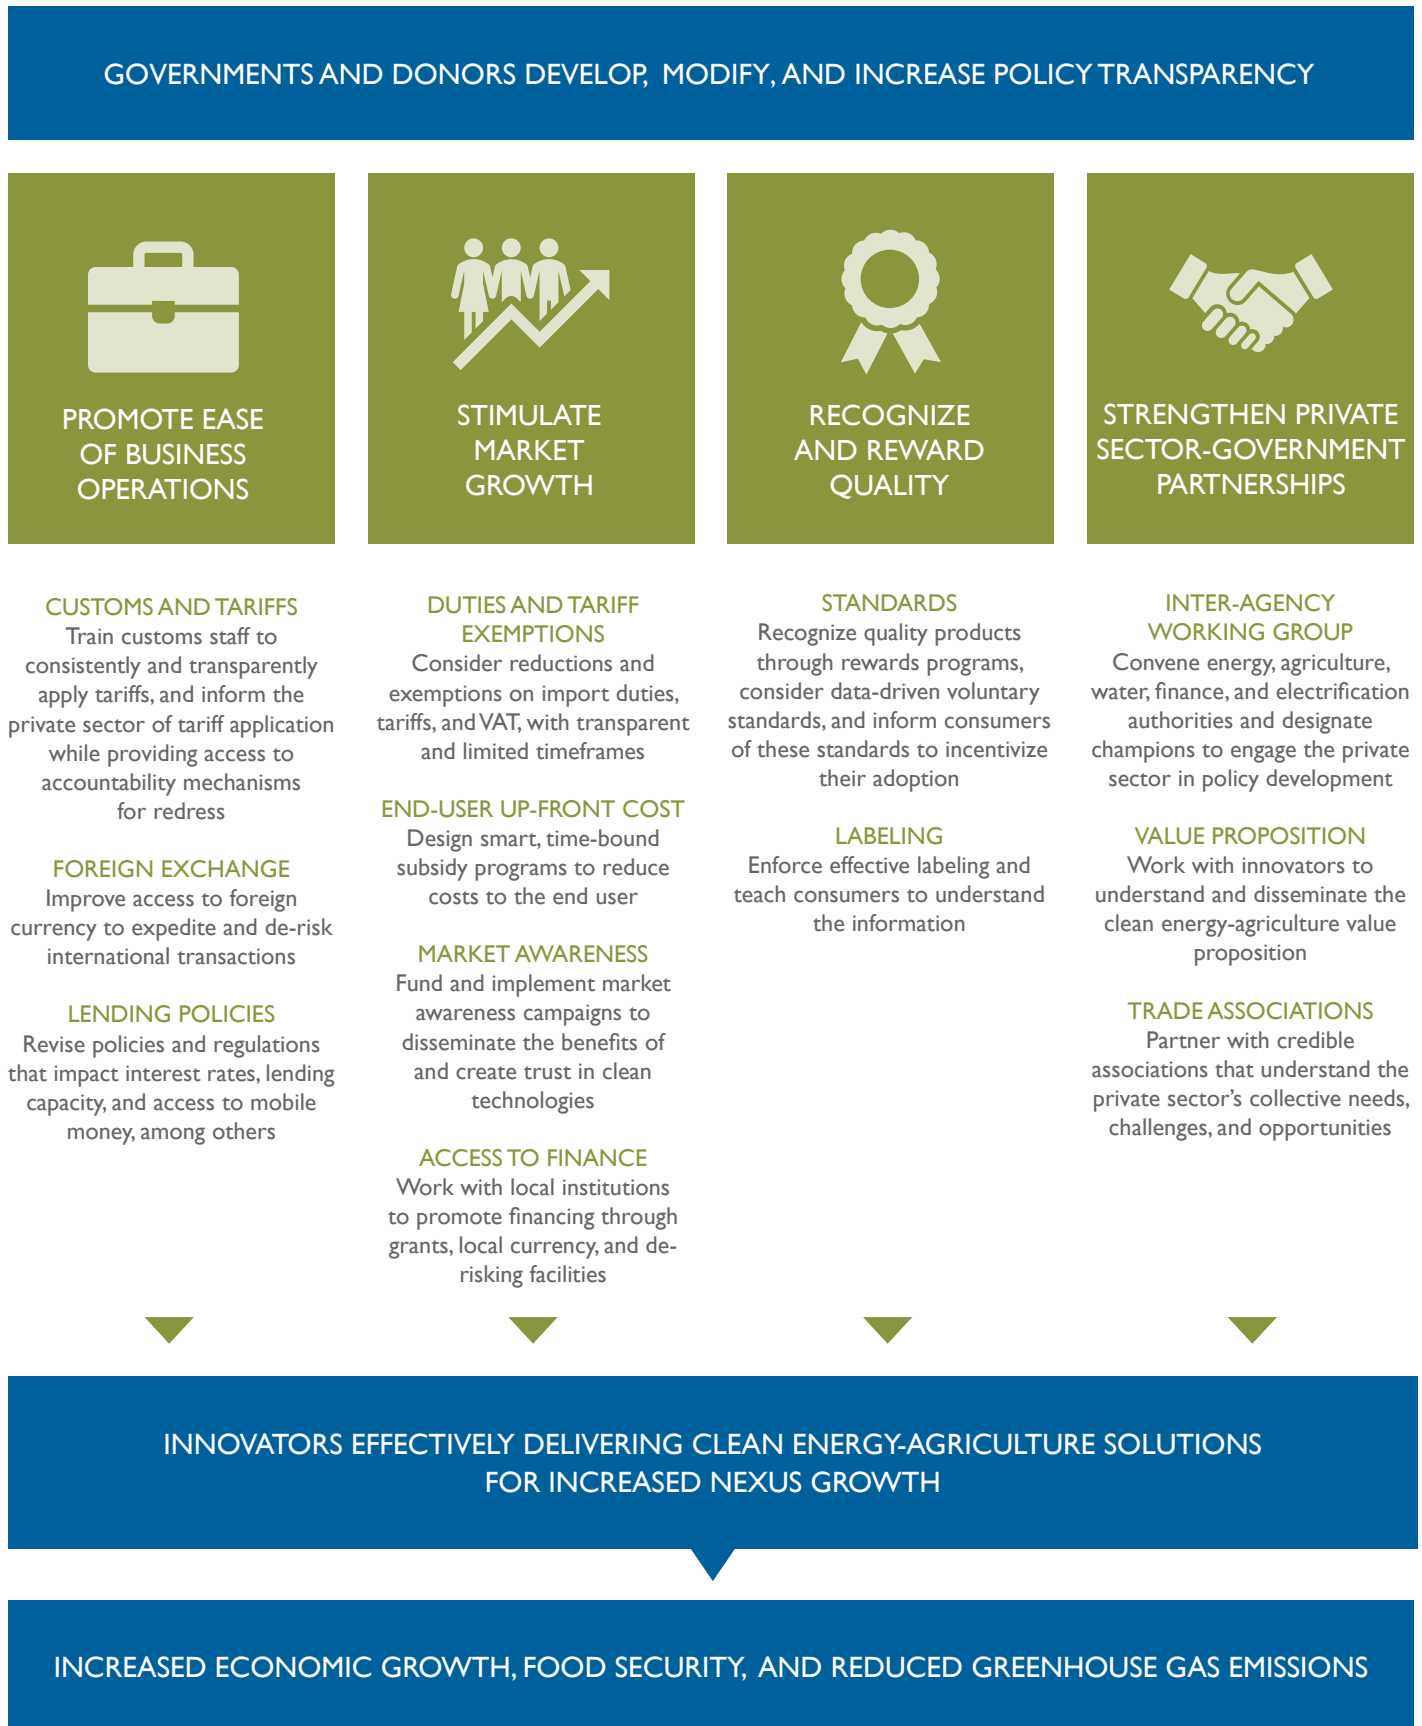 GOVERNMENTS AND DONORS DEVELOP, MODIFY, AND INCREASE POLICY TRANSPARENCY
PROMOTE EASE
OF BUSINESS
OPERATIONS
CUSTOMS AND TARIFFS
Train customs staff to
consistently and transparently
apply tariffs, and inform the
private sector of tariff application
while providing access to
accountability mechanisms
for redress
FOREIGN EXCHANGE
Improve access to foreign
currency to expedite and de-risk
international transactions
LENDING POLICIES
Revise policies and regulations
that impact interest rates, lending
capacity, and access to mobile
money, among others
STIMULATE
MARKET
GROWTH
DUTIES AND TARIFF
EXEMPTIONS
Consider reductions and
exemptions on import duties,
tariffs, and VAT, with transparent
and limited timeframes
END-USER UP-FRONT COST
Design smart, time-bound
subsidy programs to reduce
costs to the end user
MARKET AWARENESS
Fund and implement market
awareness campaigns to
disseminate the benefits of
and create trust in clean
technologies
ACCESS TO FINANCE
Work with local institutions
to promote financing through
grants, local currency, and de-
risking facilities
RECOGNIZE
AND REWARD
QUALITY
STANDARDS
Recognize quality products
through rewards programs,
consider data-driven voluntary
standards, and inform consumers
of these standards to incentivize
their adoption
LABELING
Enforce effective labeling and
teach consumers to understand
the information
STRENGTHEN PRIVATE
SECTOR-GOVERNMENT
PARTNERSHIPS
INTER-AGENCY
WORKING GROUP
Convene energy, agriculture,
water, finance, and electrification
authorities and designate
champions to engage the private
sector in policy development
VALUE PROPOSITION
Work with innovators to
understand and disseminate the
clean energy-agriculture value
proposition
TRADE ASSOCIATIONS
Partner with credible
associations that understand the
private sector’s collective needs,
challenges, and opportunities
INNOVATORS EFFECTIVELY DELIVERING CLEAN ENERGY-AGRICULTURE SOLUTIONS
FOR INCREASED NEXUS GROWTH
INCREASED ECONOMIC GROWTH, FOOD SECURITY, AND REDUCED GREENHOUSE GAS EMISSIONS